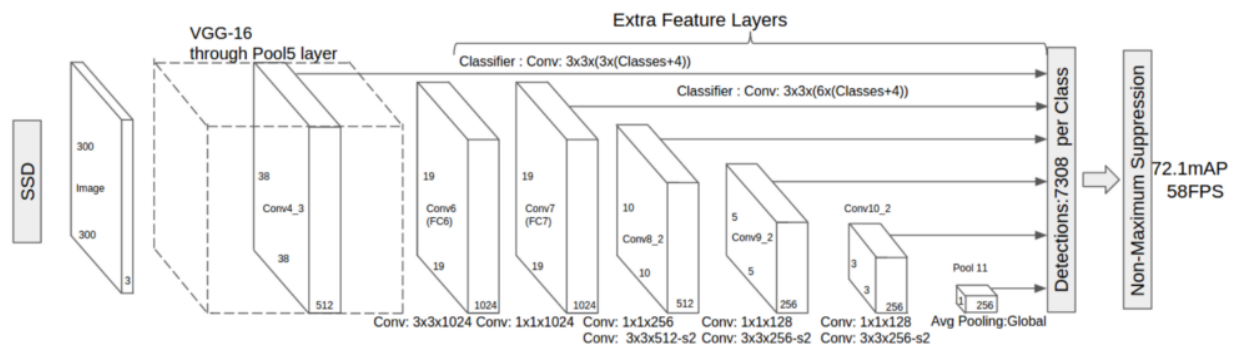 Extra Feature Layers
VGG-16
through Pool5 layer
Classifier : Conv: 3x3x(3x(Classes+4))
Classifier : Conv: 3x3x(6x(Classes+4))
SSD
300
Image
300
3
38
Conv4_3
38
512
19
Conv6
(FC6)
19
1024
19
Conv7
(FC7)
19
1024
10
Conv8_2
10
512
5
Conv9_2
5
256
Conv10_2
3
3
256
Pool 11
1
256
Detections:7308 per Class
Non-Maximum Suppression
72.1mAP
58FPS
Conv: 3x3x1024
Conv: 1x1x1024
Conv: 1x1x256
Conv: 3x3x512-s2
Conv: 1x1x128
Conv: 3x3x256-s2
Conv: 1x1x128
Conv: 3x3x256-s2
Avg Pooling:Global